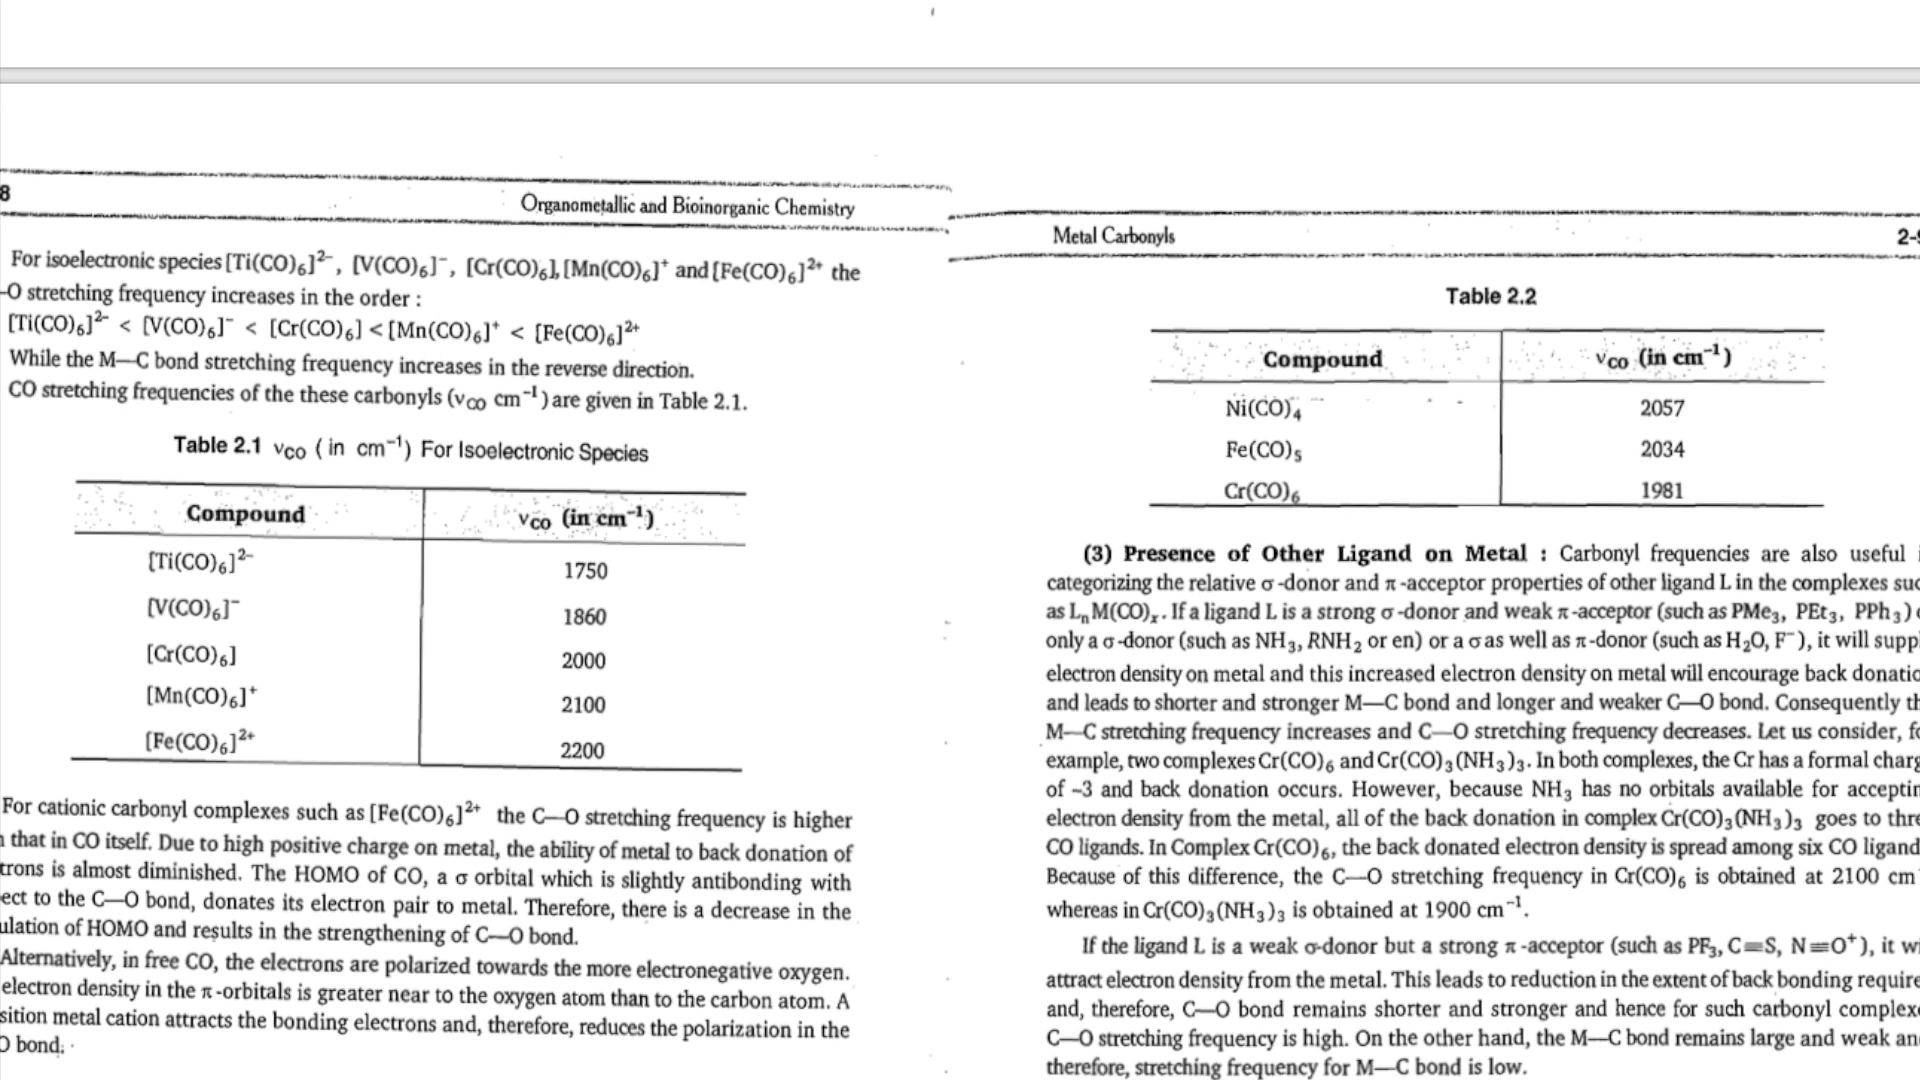 8
Organometallic and Bioinorganic Chemistry
For isoelectronic species [Ti(CO)₆]²⁻, [V(CO)₆]⁻, [Cr(CO)₆], [Mn(CO)₆]⁺ and [Fe(CO)₆]²⁺ the
–O stretching frequency increases in the order :
[Ti(CO)₆]²⁻ < [V(CO)₆]⁻ < [Cr(CO)₆] < [Mn(CO)₆]⁺ < [Fe(CO)₆]²⁺
While the M—C bond stretching frequency increases in the reverse direction.
CO stretching frequencies of the these carbonyls (νCO cm⁻¹) are given in Table 2.1.
Table 2.1 νCO (in cm⁻¹) For Isoelectronic Species
Compound νCO (in cm⁻¹)
[Ti(CO)₆]²⁻ 1750
[V(CO)₆]⁻ 1860
[Cr(CO)₆] 2000
[Mn(CO)₆]⁺ 2100
[Fe(CO)₆]²⁺ 2200
For cationic carbonyl complexes such as [Fe(CO)₆]²⁺ the C—O stretching frequency is higher
that in CO itself. Due to high positive charge on metal, the ability of metal to back donation of
trons is almost diminished. The HOMO of CO, a σ orbital which is slightly antibonding with
ect to the C—O bond, donates its electron pair to metal. Therefore, there is a decrease in the
ulation of HOMO and results in the strengthening of C—O bond.
Alternatively, in free CO, the electrons are polarized towards the more electronegative oxygen.
electron density in the π-orbitals is greater near to the oxygen atom than to the carbon atom. A
sition metal cation attracts the bonding electrons and, therefore, reduces the polarization in the
O bond.
Metal Carbonyls
2-9
Table 2.2
Compound νCO (in cm⁻¹)
Ni(CO)₄ 2057
Fe(CO)₅ 2034
Cr(CO)₆ 1981
(3) Presence of Other Ligand on Metal : Carbonyl frequencies are also useful i
categorizing the relative σ-donor and π-acceptor properties of other ligand L in the complexes suc
as LₙM(CO)ₓ. If a ligand L is a strong σ-donor and weak π-acceptor (such as PMe₃, PEt₃, PPh₃) o
only a σ-donor (such as NH₃, RNH₂ or en) or a σ as well as π-donor (such as H₂O, F⁻), it will suppl
electron density on metal and this increased electron density on metal will encourage back donatio
and leads to shorter and stronger M—C bond and longer and weaker C—O bond. Consequently th
M—C stretching frequency increases and C—O stretching frequency decreases. Let us consider, fo
example, two complexes Cr(CO)₆ and Cr(CO)₃(NH₃)₃. In both complexes, the Cr has a formal charg
of –3 and back donation occurs. However, because NH₃ has no orbitals available for acceptin
electron density from the metal, all of the back donation in complex Cr(CO)₃(NH₃)₃ goes to thre
CO ligands. In Complex Cr(CO)₆, the back donated electron density is spread among six CO ligand
Because of this difference, the C—O stretching frequency in Cr(CO)₆ is obtained at 2100 cm⁻
whereas in Cr(CO)₃(NH₃)₃ is obtained at 1900 cm⁻¹.
If the ligand L is a weak σ-donor but a strong π-acceptor (such as PF₃, C≡S, N≡O⁺), it wi
attract electron density from the metal. This leads to reduction in the extent of back bonding require
and, therefore, C—O bond remains shorter and stronger and hence for such carbonyl complexe
C—O stretching frequency is high. On the other hand, the M—C bond remains large and weak an
therefore, stretching frequency for M—C bond is low.